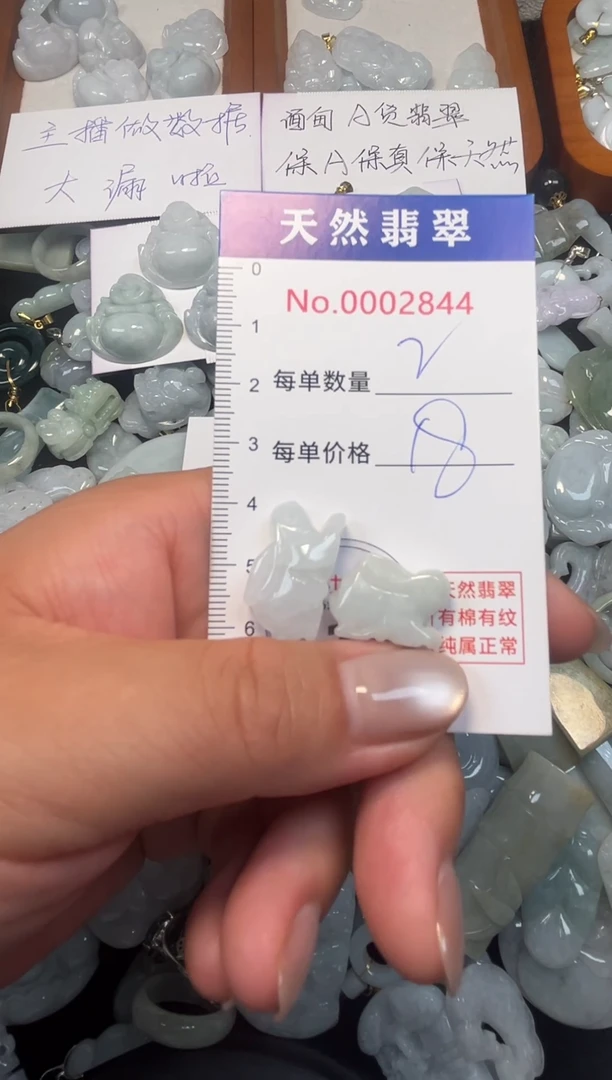 主播做数据
大漏啦
缅甸A货翡翠
保A保真保天然
天然翡翠
No.0002844
0
1
2
3
4
5
6
每单数量 2
每单价格 8
天然翡翠
有棉有纹
纯属正常